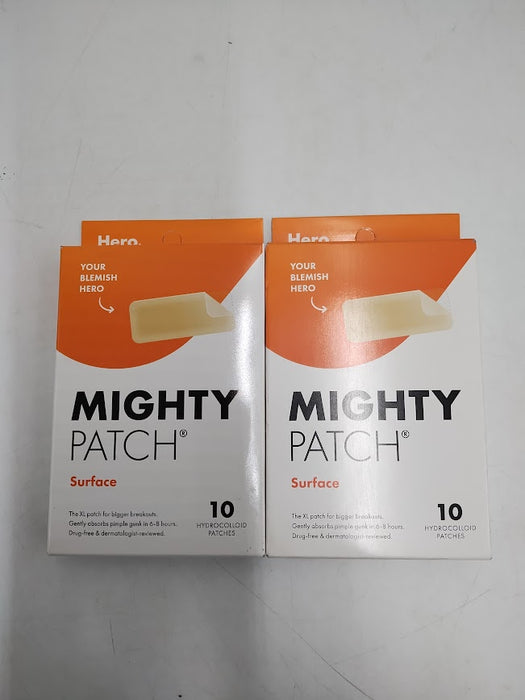 Hero.
YOUR
BLEMISH
HERO
MIGHTY
PATCH®
Surface
The XL patch for bigger breakouts.
Gently absorbs pimple gunk in 6-8 hours.
Drug-free & dermatologist-reviewed.
10
HYDROCOLLOID
PATCHES
Hero.
YOUR
BLEMISH
HERO
MIGHTY
PATCH®
Surface
The XL patch for bigger breakouts.
Gently absorbs pimple gunk in 6-8 hours.
Drug-free & dermatologist-reviewed.
10
HYDROCOLLOID
PATCHES